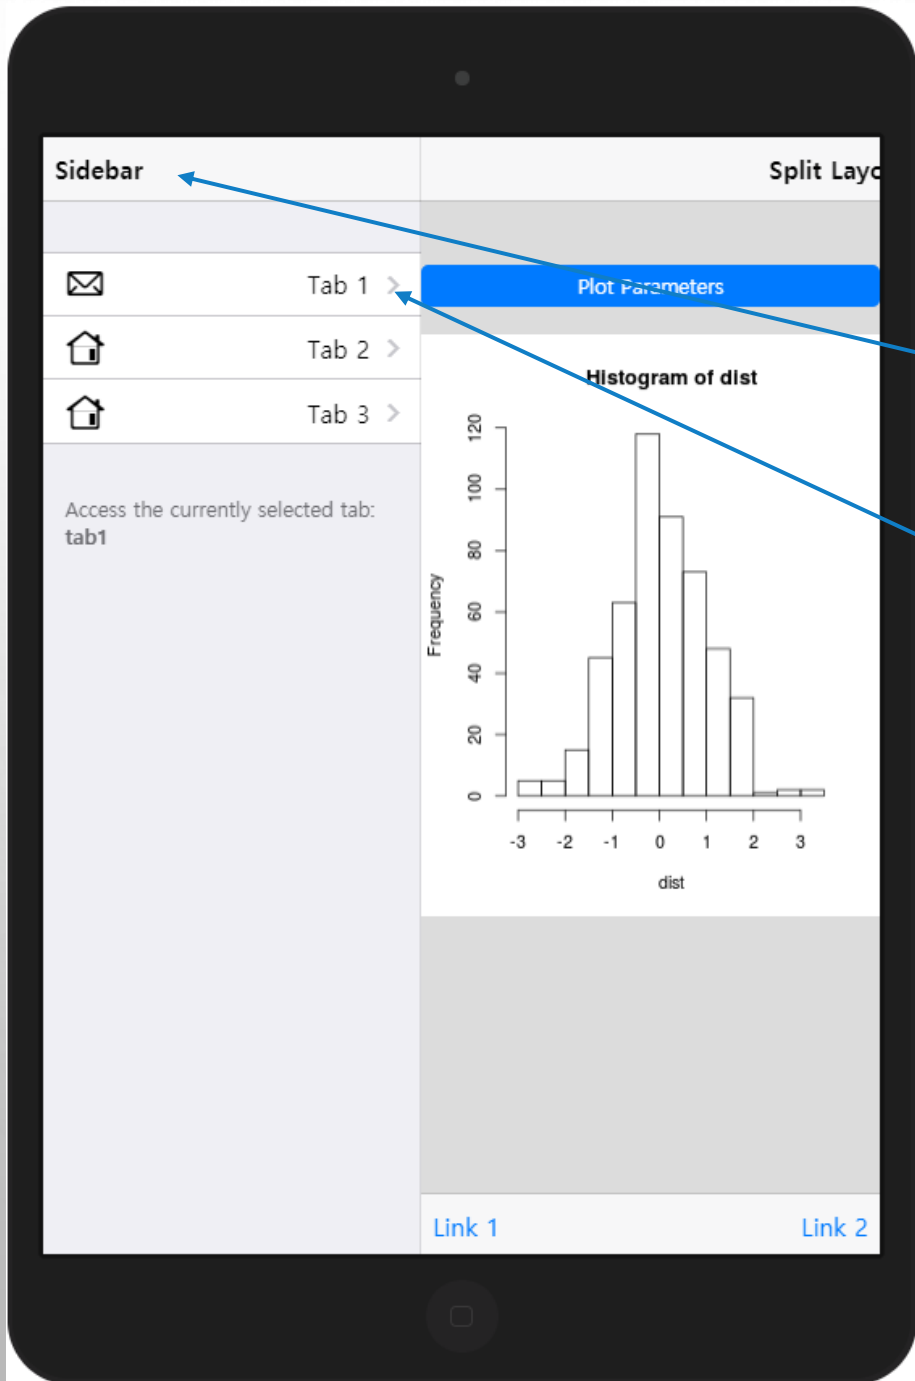 Sidebar
Split Layo
Tab 1
Tab 2
Tab 3
Access the currently selected tab:
tab1
Plot Parameters
Histogram of dist
Frequency
120
100
80
60
40
20
0
-3 -2 -1 0 1 2 3
dist
Link 1
Link 2